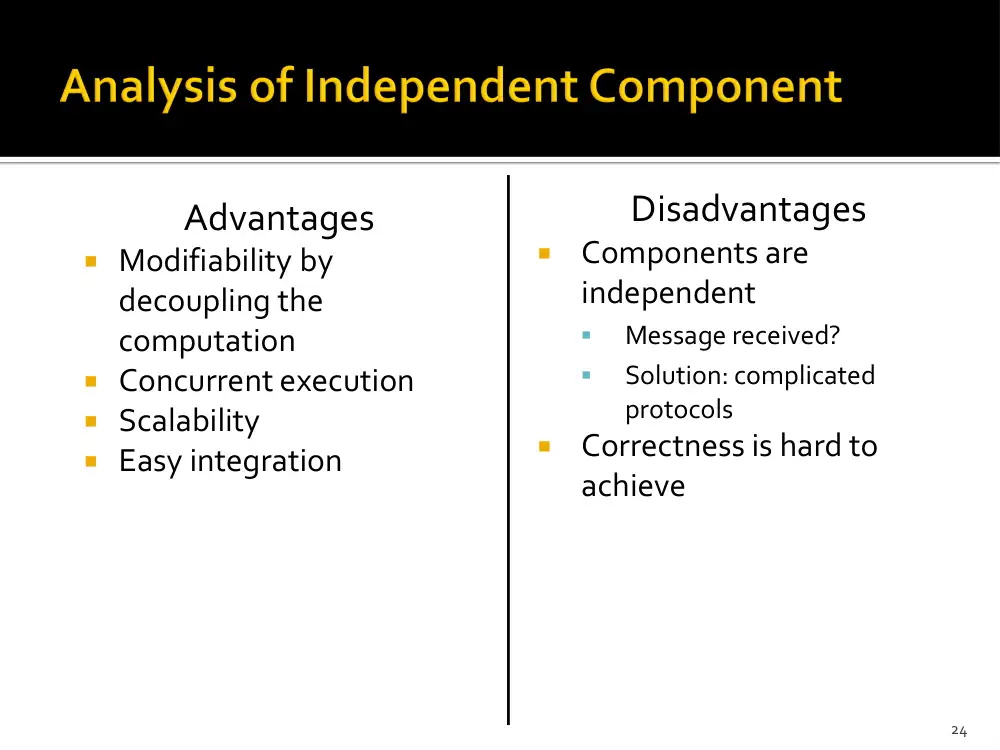 Analysis of Independent Component
Advantages
Modifiability by
decoupling the
computation
Concurrent execution
Scalability
Easy integration
Disadvantages
Components are
independent
Message received?
Solution: complicated
protocols
Correctness is hard to
achieve
24